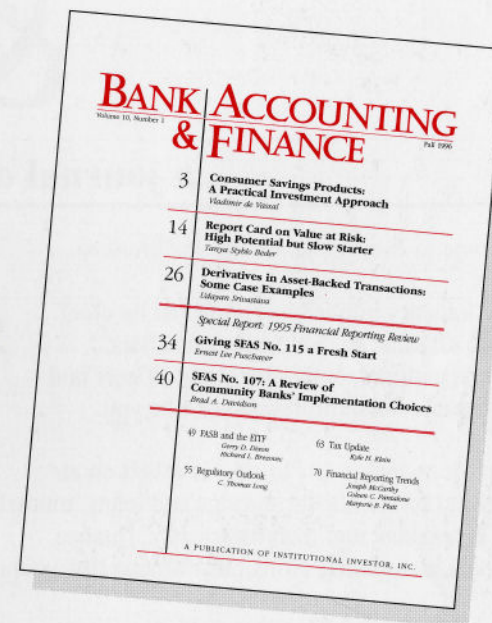 BANK ACCOUNTING
Volume 10, Number 1
Fall 1996
& FINANCE
3 Consumer Savings Products:
A Practical Investment Approach
Vladimir de Vassal
14 Report Card on Value at Risk:
High Potential but Slow Starter
Tanya Styblo Beder
26 Derivatives in Asset-Backed Transactions:
Some Case Examples
Udayan Srivastava
Special Report: 1995 Financial Reporting Review
34 Giving SFAS No. 115 a Fresh Start
Ernest Lee Puschaver
40 SFAS No. 107: A Review of
Community Banks' Implementation Choices
Brad A. Davidson
49 FASB and the EITF
Gerry D.
Richard L.
55 Regulatory Outlook
C. Thomas Long
63 Tax Update
Kyle H. Klein
70 Financial Reporting Trends
Joseph McCarthy
Coleen C. Pantalone
Marjorie B. Platt
A PUBLICATION OF INSTITUTIONAL INVESTOR, INC.